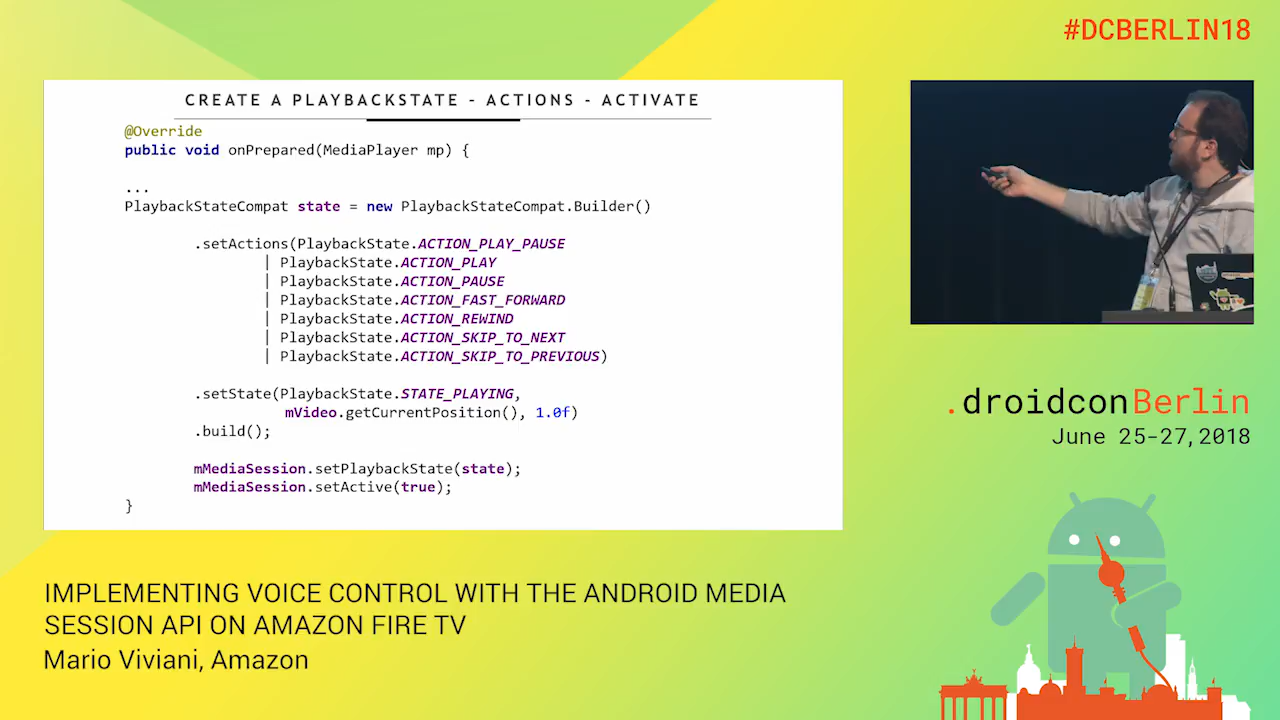 #DCBERLIN18
CREATE A PLAYBACKSTATE - ACTIONS - ACTIVATE
@Override
public void onPrepared(MediaPlayer mp) {
...
PlaybackStateCompat state = new PlaybackStateCompat.Builder()
.setActions(PlaybackState.ACTION_PLAY_PAUSE
| PlaybackState.ACTION_PLAY
| PlaybackState.ACTION_PAUSE
| PlaybackState.ACTION_FAST_FORWARD
| PlaybackState.ACTION_REWIND
| PlaybackState.ACTION_SKIP_TO_NEXT
| PlaybackState.ACTION_SKIP_TO_PREVIOUS)
.setState(PlaybackState.STATE_PLAYING,
mVideo.getCurrentPosition(), 1.0f)
.build();
mMediaSession.setPlaybackState(state);
mMediaSession.setActive(true);
}
.droidconBerlin
June 25-27,2018
IMPLEMENTING VOICE CONTROL WITH THE ANDROID MEDIA
SESSION API ON AMAZON FIRE TV
Mario Viviani, Amazon